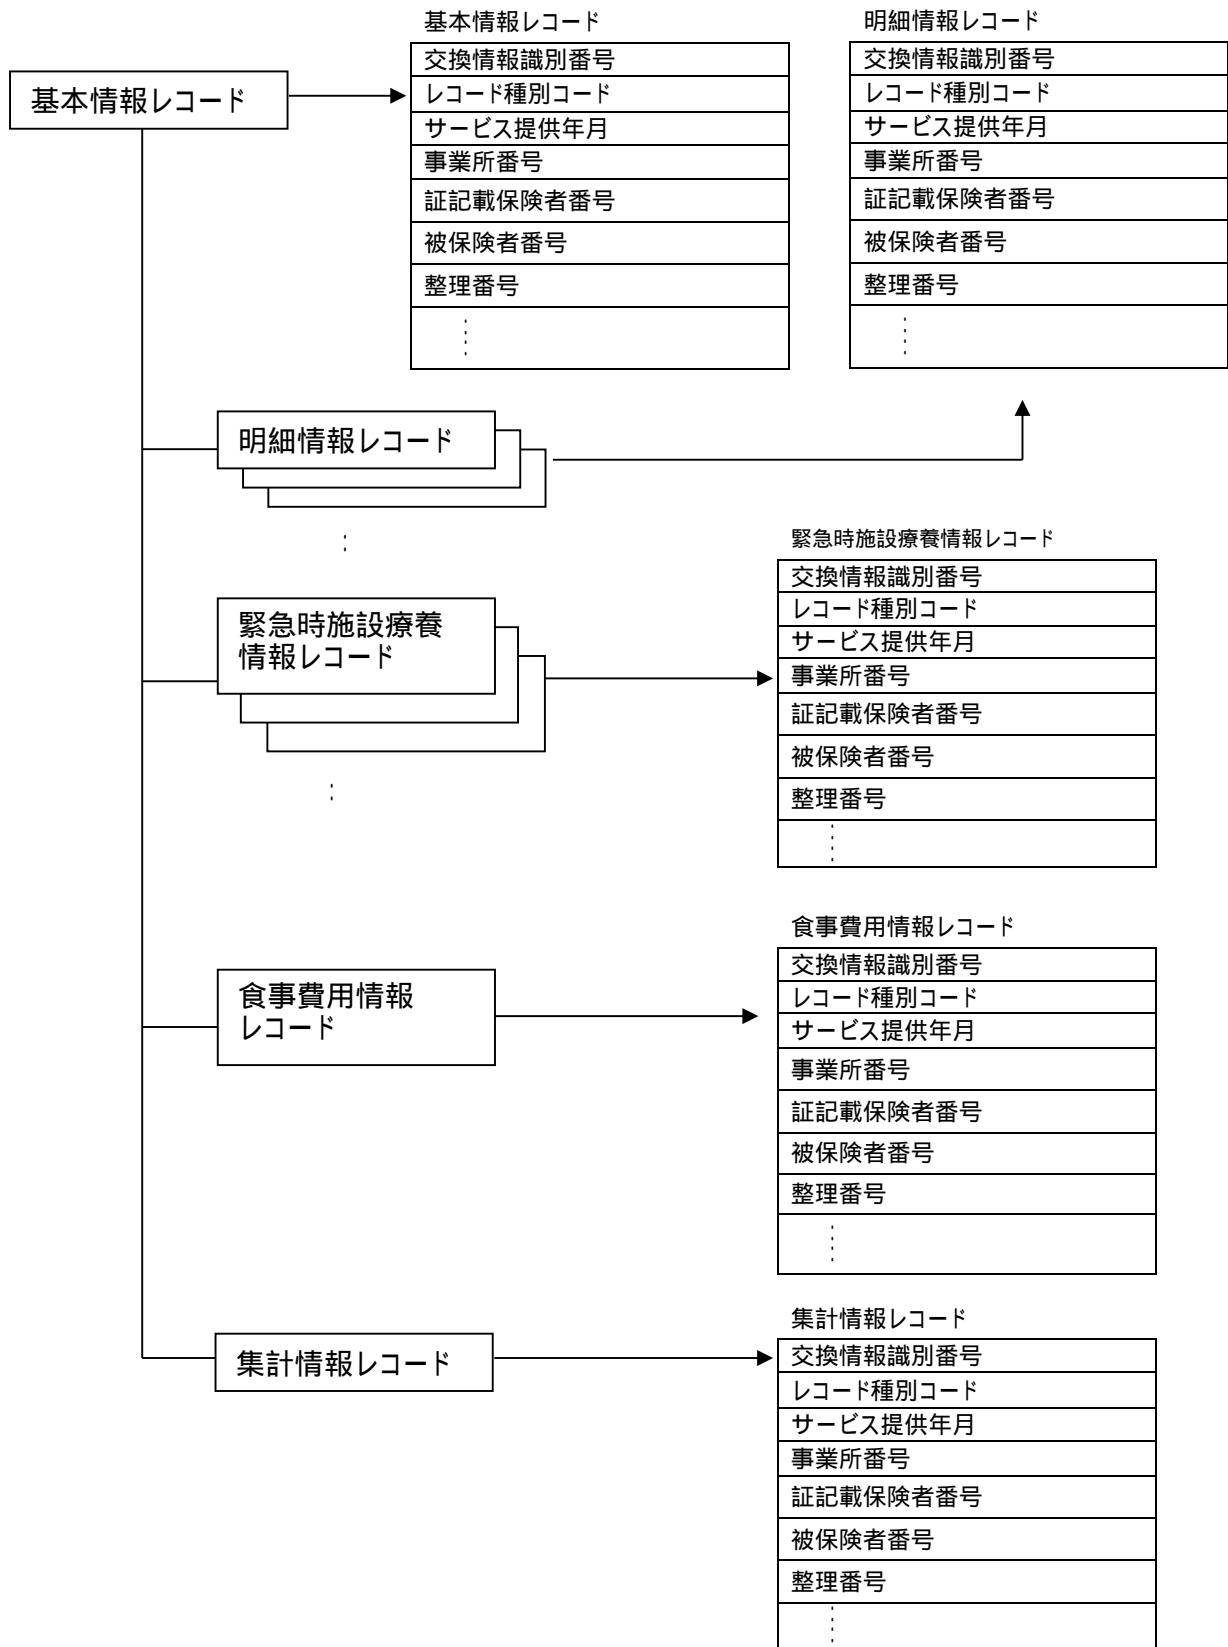 基本情報レコード
基本情報レコード
交換情報識別番号
レコード種別コード
サービス提供年月
事業所番号
証記載保険者番号
被保険者番号
整理番号
明細情報レコード
交換情報識別番号
レコード種別コード
サービス提供年月
事業所番号
証記載保険者番号
被保険者番号
整理番号
明細情報レコード
緊急時施設療養
情報レコード
緊急時施設療養情報レコード
交換情報識別番号
レコード種別コード
サービス提供年月
事業所番号
証記載保険者番号
被保険者番号
整理番号
食事費用情報
レコード
食事費用情報レコード
交換情報識別番号
レコード種別コード
サービス提供年月
事業所番号
証記載保険者番号
被保険者番号
整理番号
集計情報レコード
集計情報レコード
交換情報識別番号
レコード種別コード
サービス提供年月
事業所番号
証記載保険者番号
被保険者番号
整理番号